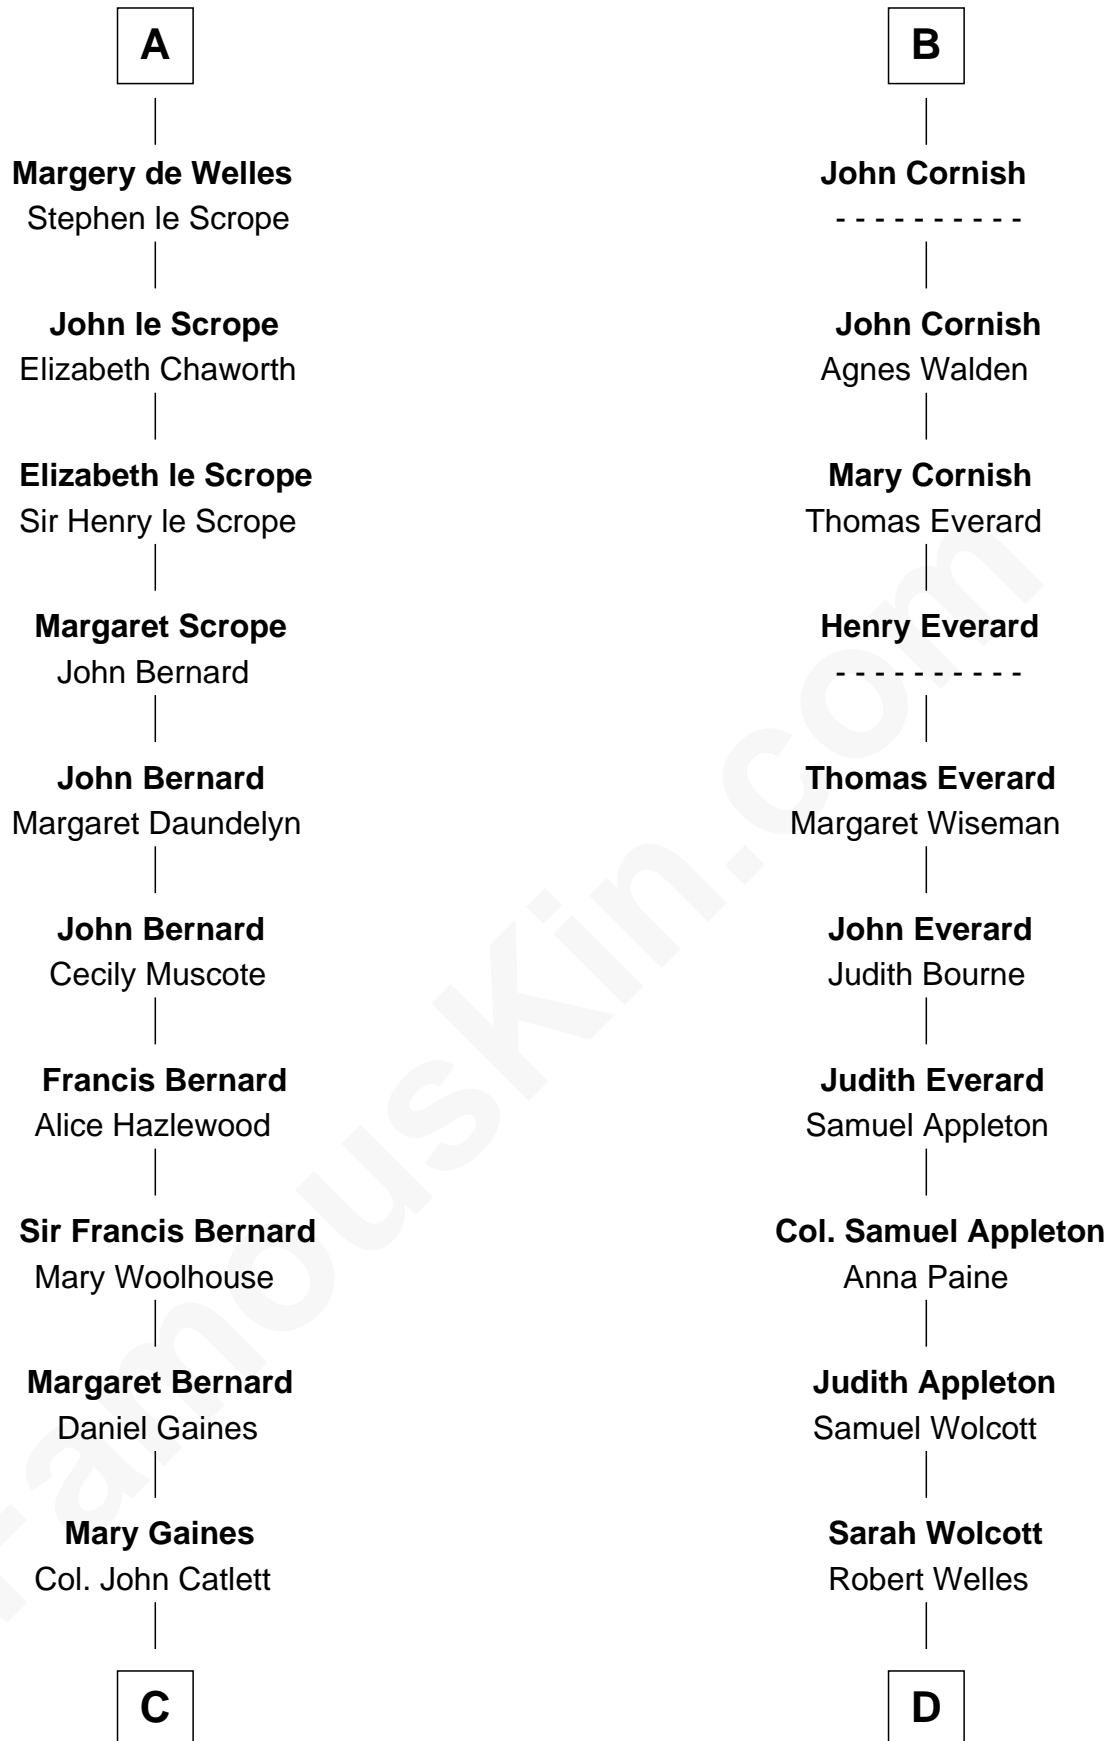 A
Margery de Welles
Stephen le Scrope
John le Scrope
Elizabeth Chaworth
Elizabeth le Scrope
Sir Henry le Scrope
Margaret Scrope
John Bernard
John Bernard
Margaret Daundelyn
John Bernard
Cecily Muscote
Francis Bernard
Alice Hazlewood
Sir Francis Bernard
Mary Woolhouse
Margaret Bernard
Daniel Gaines
Mary Gaines
Col. John Catlett
C
B
John Cornish
- - - - - - - - - -
John Cornish
Agnes Walden
Mary Cornish
Thomas Everard
Henry Everard
- - - - - - - - - -
Thomas Everard
Margaret Wiseman
John Everard
Judith Bourne
Judith Everard
Samuel Appleton
Col. Samuel Appleton
Anna Paine
Judith Appleton
Samuel Wolcott
Sarah Wolcott
Robert Welles
D
FamousKin.com